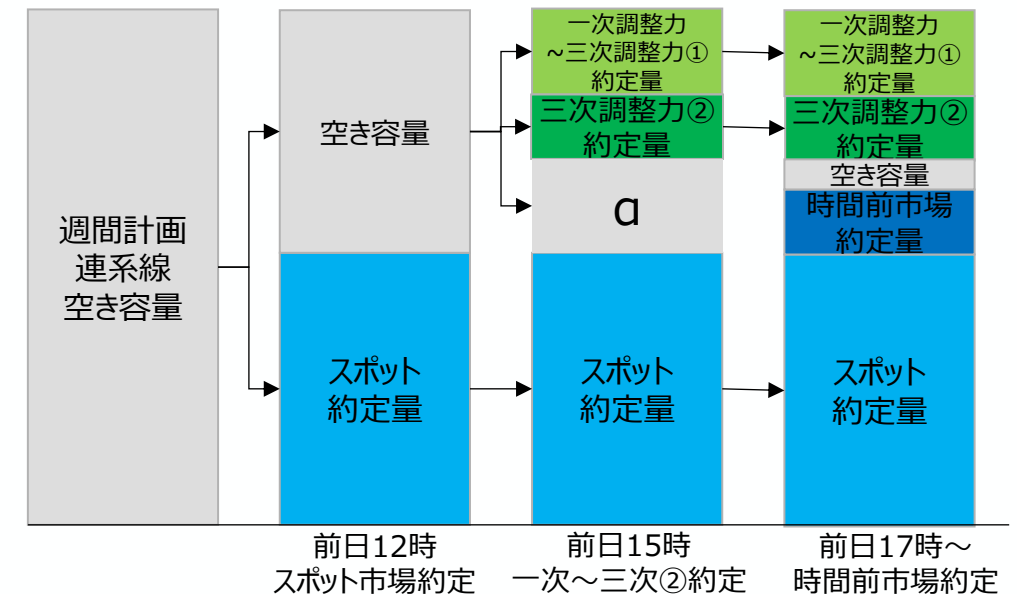 週間計画
連系線
空き容量
空き容量
スポット
約定量
一次調整力
~三次調整力①
約定量
三次調整力②
約定量
α
スポット
約定量
一次調整力
~三次調整力①
約定量
三次調整力②
約定量
空き容量
時間前市場
約定量
スポット
約定量
前日12時
スポット市場約定
前日15時
一次～三次②約定
前日17時～
時間前市場約定